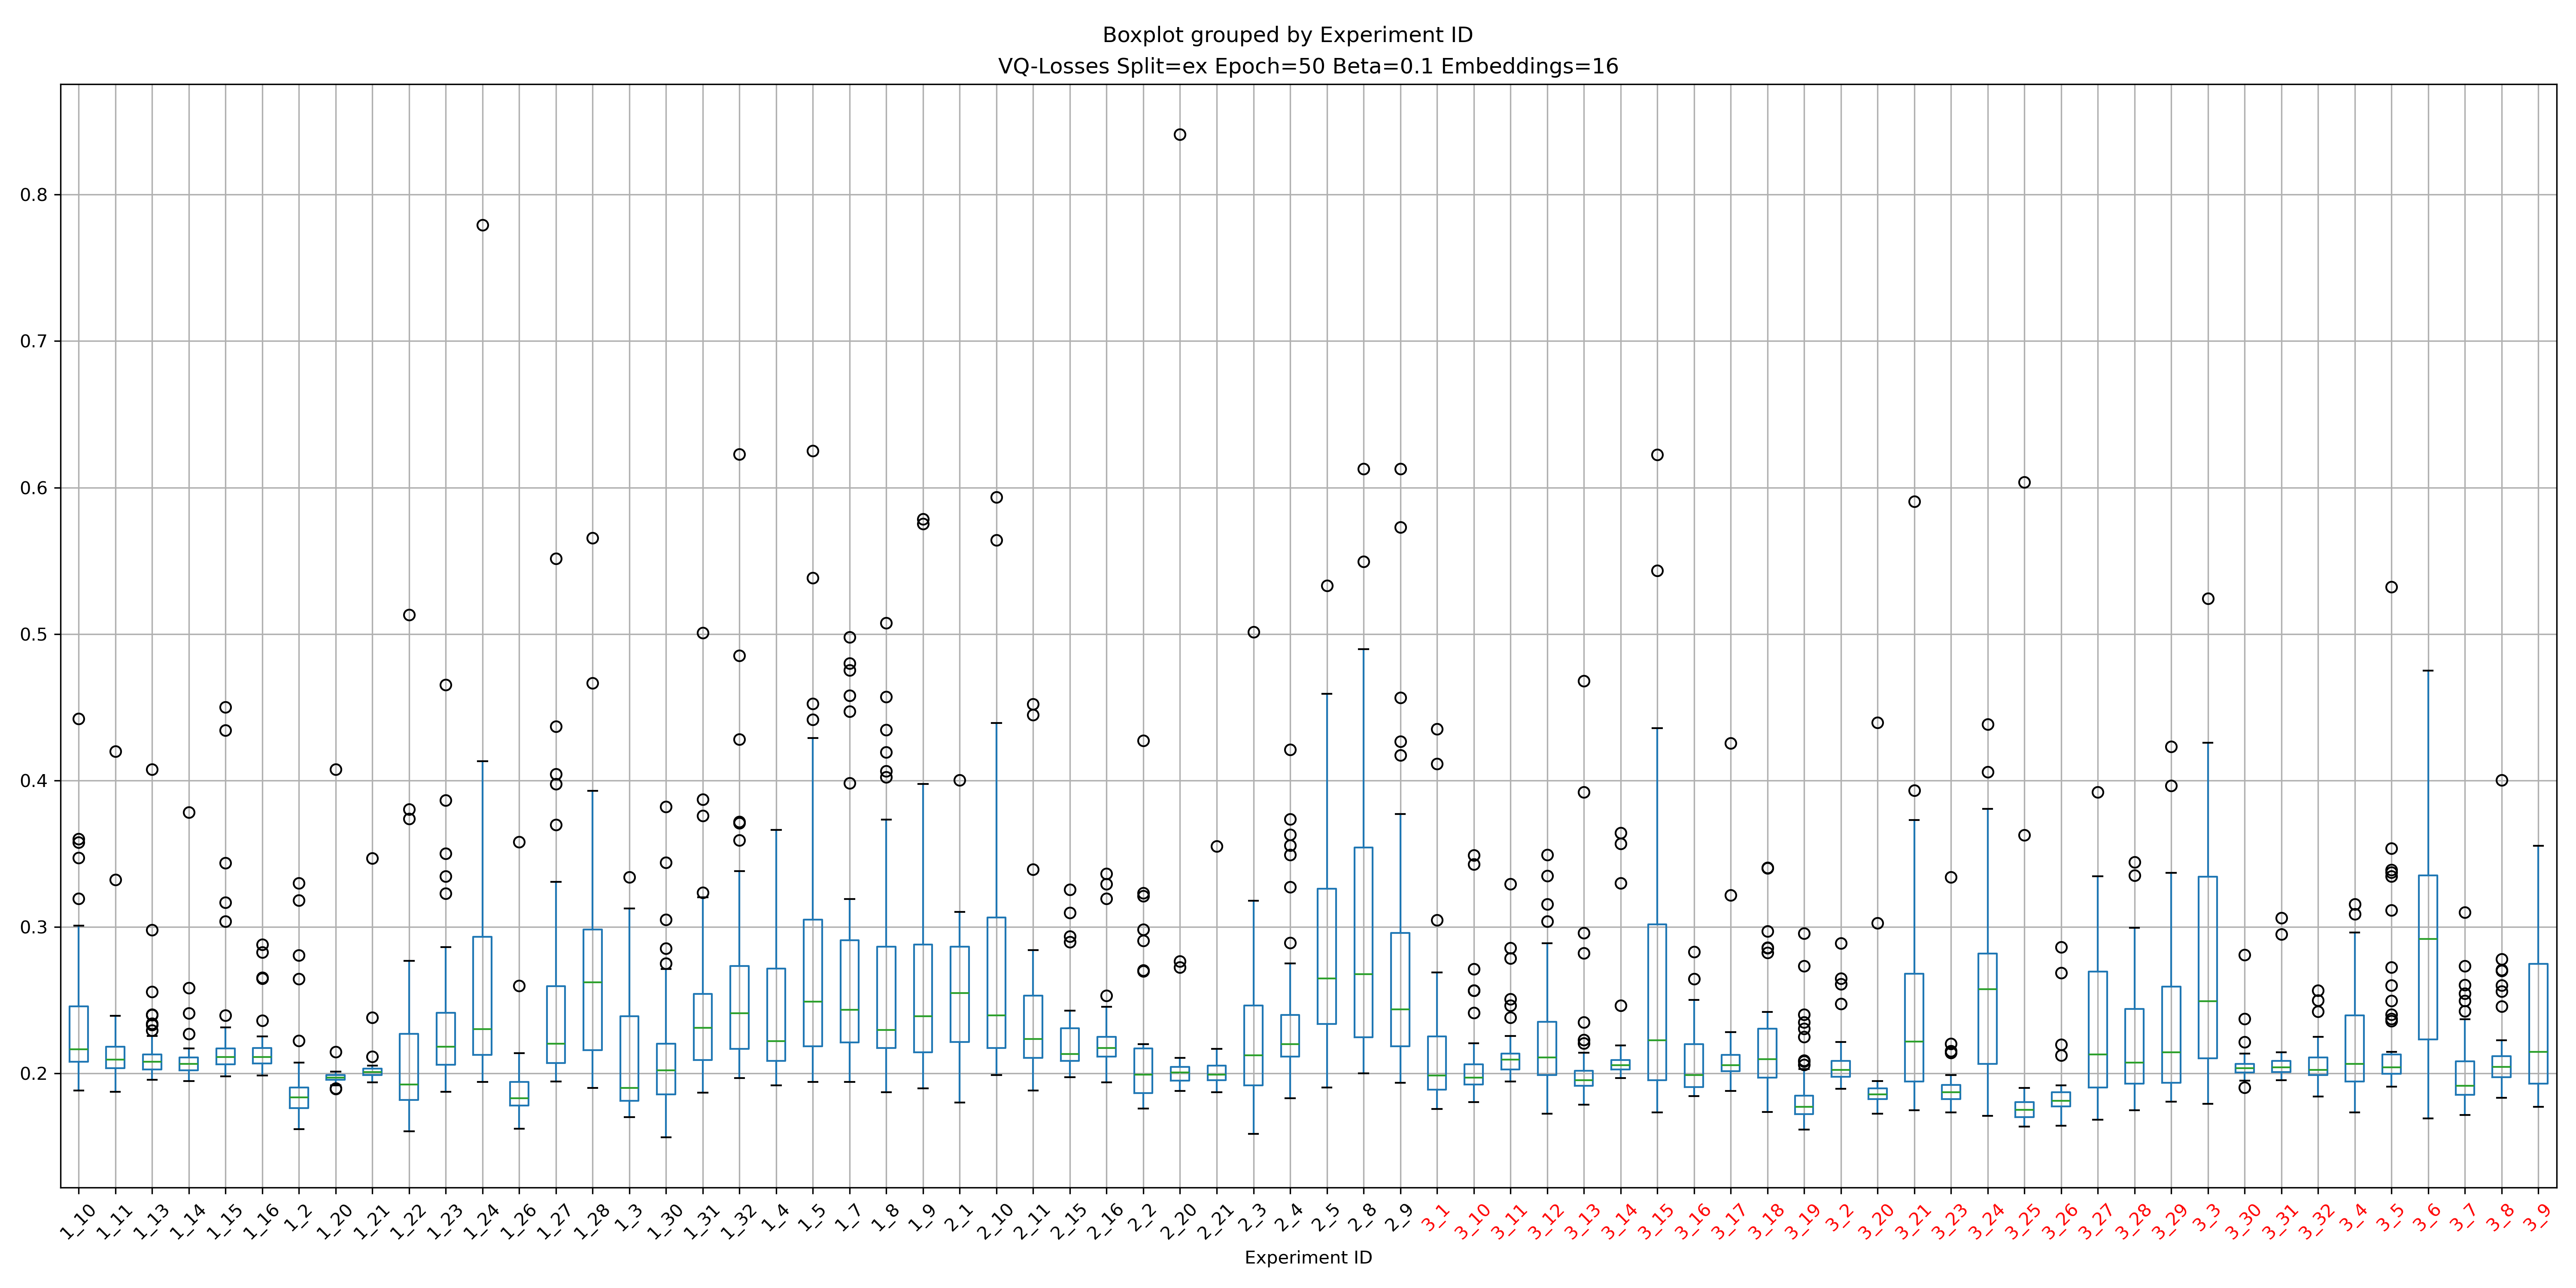 Boxplot grouped by Experiment ID
VQ-Losses Split=ex Epoch=50 Beta=0.1 Embeddings=16
0.8
0.7
0.6
0.5
0.4
0.3
0.2
1_10 1_11 1_13 1_14 1_15 1_16 1_2 1_20 1_21 1_22 1_23 1_24 1_26 1_27 1_28 1_3 1_30 1_31 1_32 1_4 1_5 1_7 1_8 1_9 2_1 2_10 2_11 2_15 2_16 2_2 2_20 2_21 2_3 2_4 2_5 2_8 2_9 3_1 3_10 3_11 3_12 3_13 3_14 3_15 3_16 3_17 3_18 3_19 3_2 3_20 3_21 3_23 3_24 3_25 3_26 3_27 3_28 3_29 3_3 3_30 3_31 3_32 3_4 3_5 3_6 3_7 3_8 3_9
Experiment ID